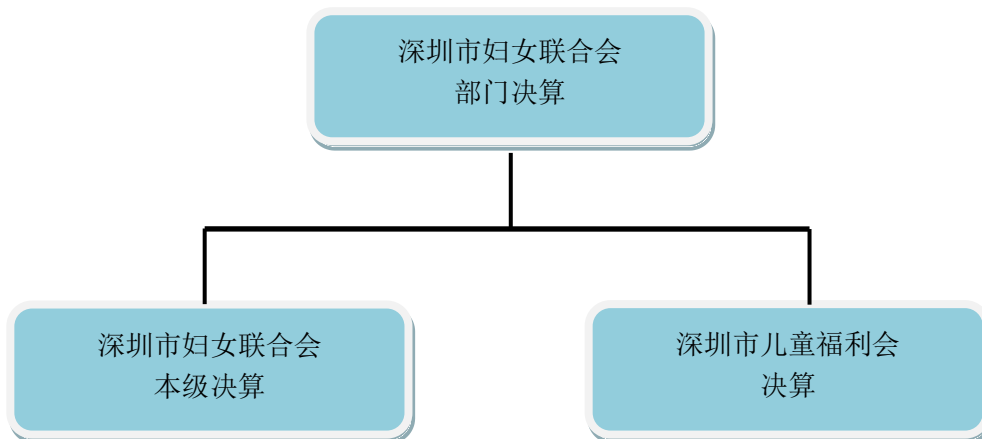 深圳市妇女联合会
部门决算
深圳市妇女联合会
本级决算
深圳市儿童福利会
决算